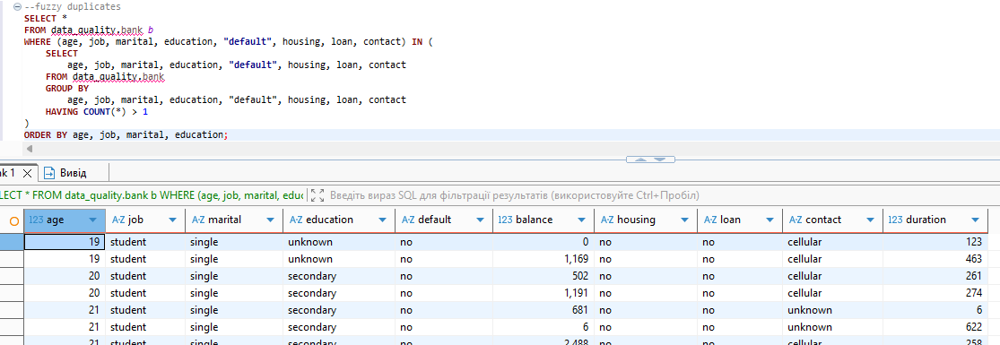 --fuzzy duplicates
SELECT *
FROM data_quality.bank b
WHERE (age, job, marital, education, "default", housing, loan, contact) IN (
SELECT
age, job, marital, education, "default", housing, loan, contact
FROM data_quality.bank
GROUP BY
age, job, marital, education, "default", housing, loan, contact
HAVING COUNT(*) > 1
)
ORDER BY age, job, marital, education;
nk 1 Вивід
LECT * FROM data_quality.bank b WHERE (age, job, marital, educ Введіть вираз SQL для фільтрації результатів (використовуйте Ctrl+Пробіл)
123 age A-Z job A-Z marital A-Z education A-Z default 123 balance A-Z housing A-Z loan A-Z contact 123 duration
19 student single unknown no 0 no no cellular 123
19 student single unknown no 1,169 no no cellular 463
20 student single secondary no 502 no no cellular 261
20 student single secondary no 1,191 no no cellular 274
21 student single secondary no 681 no no unknown 6
21 student single secondary no 6 no no unknown 622
21 student single secondary no 2,488 no no cellular 258